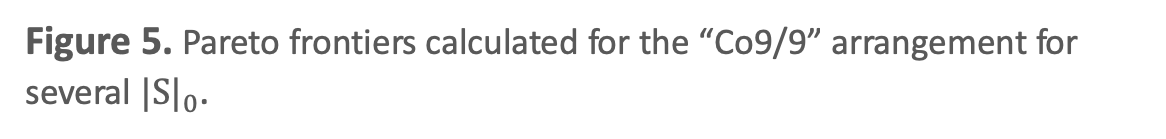 Figure 5. Pareto frontiers calculated for the “Co9/9” arrangement for
several |S|₀.